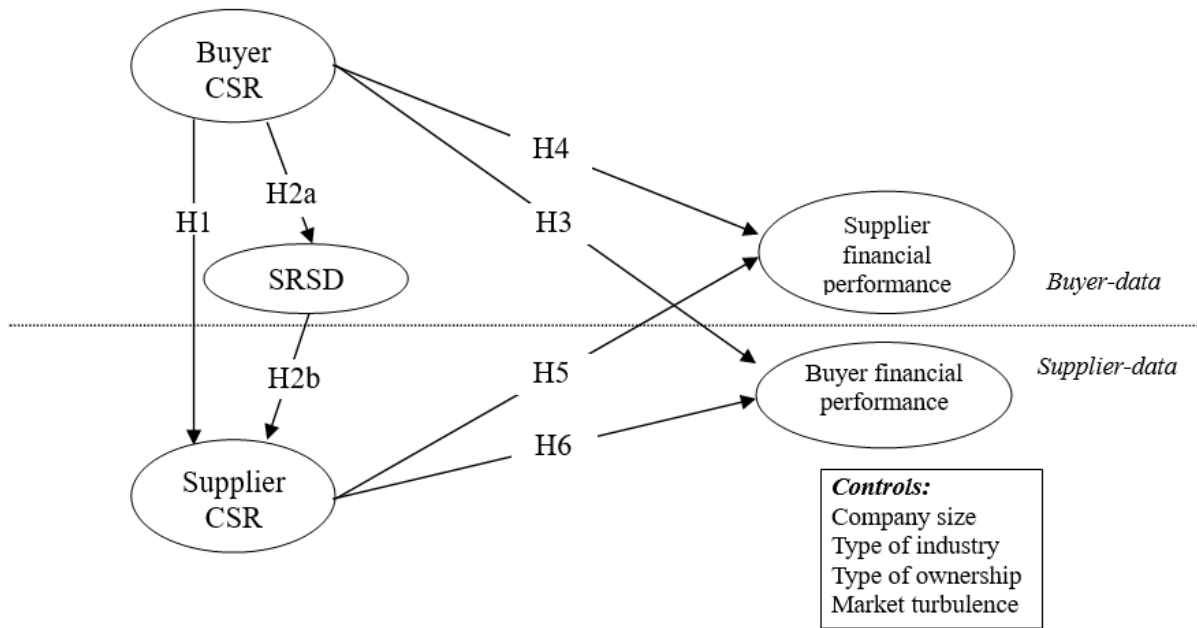 Buyer
CSR
H4
H2a
H1
H3
Supplier
financial
performance
SRSD
Buyer-data
H2b
H5
Buyer financial
performance
Supplier-data
H6
Supplier
CSR
Controls:
Company size
Type of industry
Type of ownership
Market turbulence